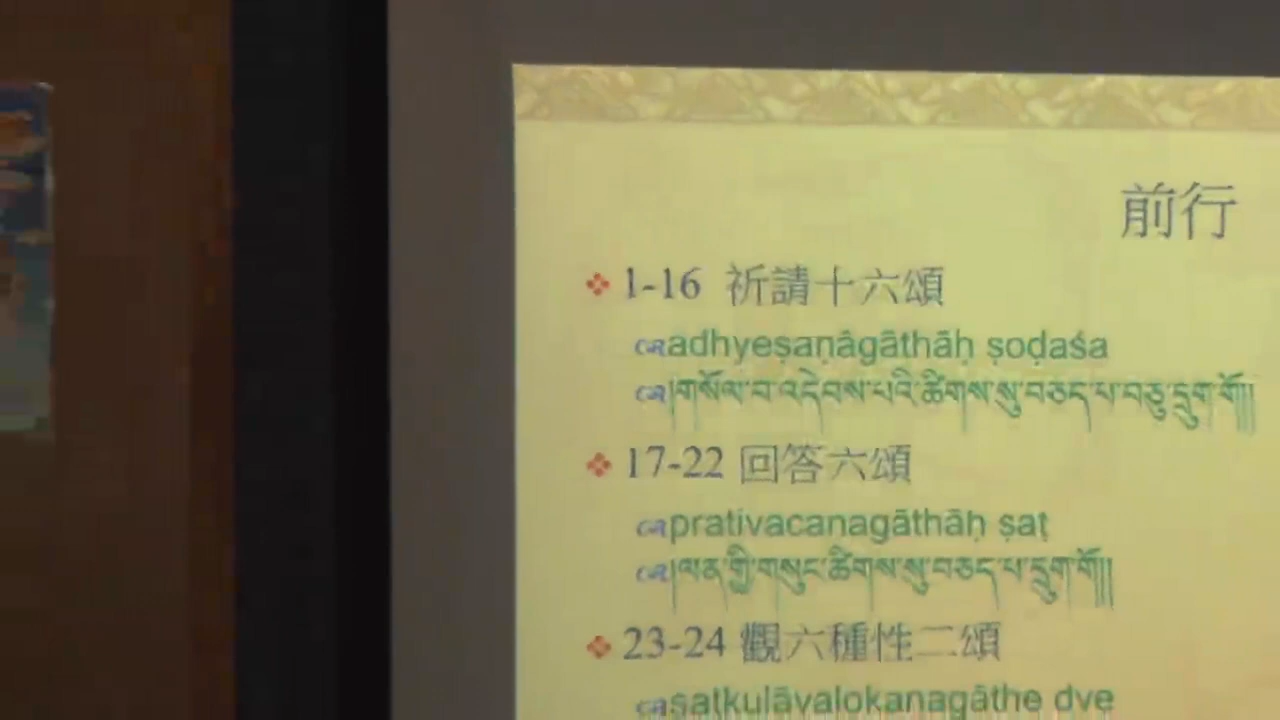 前行
1-16 祈請十六頌
adhyeṣaṇāgāthāḥ ṣoḍaśa
།གསོལ་བ་འདེབས་པའི་ཚིགས་སུ་བཅད་པ་བཅུ་དྲུག་གོ།།
17-22 回答六頌
prativacanagāthāḥ ṣaṭ
།ལན་གྱི་གསུང་ཚིགས་སུ་བཅད་པ་དྲུག་གོ།།
23-24 觀六種性二頌
ṣaṭkulāvalokanagāthe dve